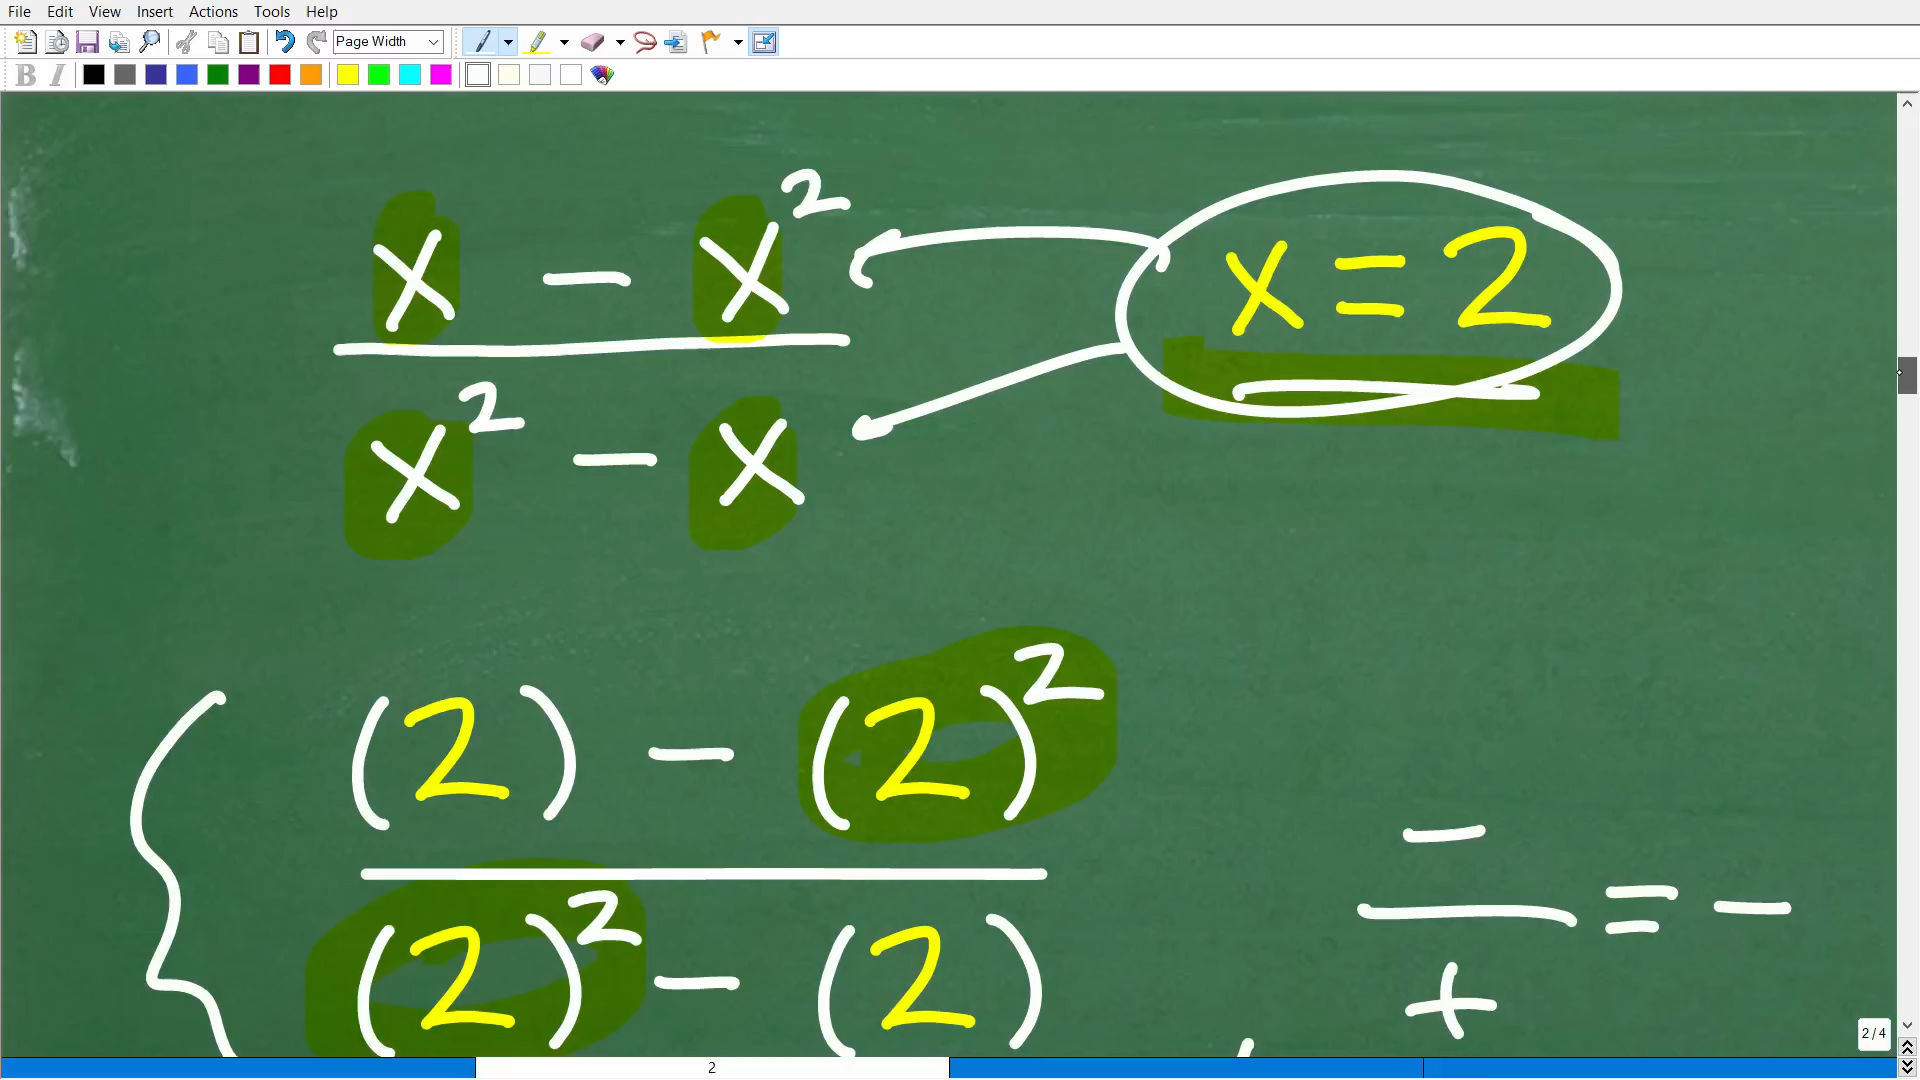 File Edit View Insert Actions Tools Help
Page Width
B I
x - x²
x = 2
x² - x
(2) - (2)²
(2)² - (2)
-
= -
+
2/4
2